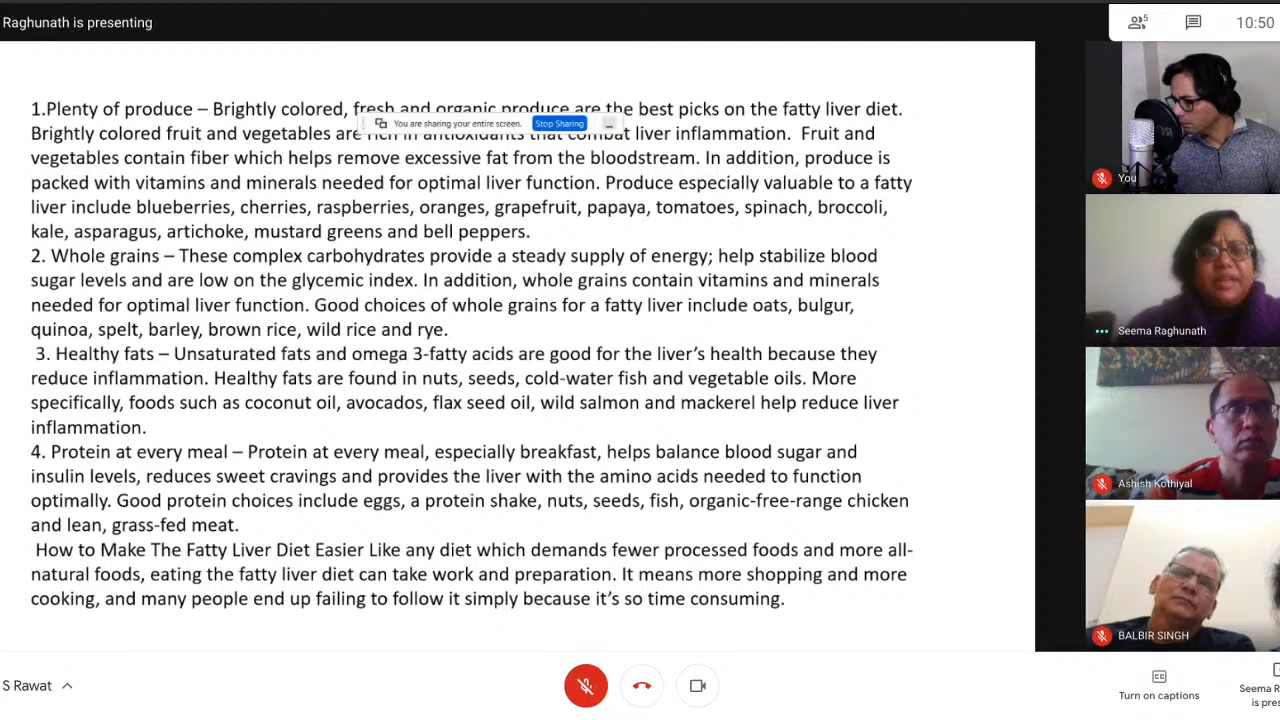 Raghunath is presenting
5
10:50
1.Plenty of produce – Brightly colored, fresh and organic produce are the best picks on the fatty liver diet.
You are sharing your entire screen.
Stop Sharing
Brightly colored fruit and vegetables are rich in antioxidants that combat liver inflammation. Fruit and
vegetables contain fiber which helps remove excessive fat from the bloodstream. In addition, produce is
packed with vitamins and minerals needed for optimal liver function. Produce especially valuable to a fatty
liver include blueberries, cherries, raspberries, oranges, grapefruit, papaya, tomatoes, spinach, broccoli,
kale, asparagus, artichoke, mustard greens and bell peppers.
2. Whole grains – These complex carbohydrates provide a steady supply of energy; help stabilize blood
sugar levels and are low on the glycemic index. In addition, whole grains contain vitamins and minerals
needed for optimal liver function. Good choices of whole grains for a fatty liver include oats, bulgur,
quinoa, spelt, barley, brown rice, wild rice and rye.
3. Healthy fats – Unsaturated fats and omega 3-fatty acids are good for the liver’s health because they
reduce inflammation. Healthy fats are found in nuts, seeds, cold-water fish and vegetable oils. More
specifically, foods such as coconut oil, avocados, flax seed oil, wild salmon and mackerel help reduce liver
inflammation.
4. Protein at every meal – Protein at every meal, especially breakfast, helps balance blood sugar and
insulin levels, reduces sweet cravings and provides the liver with the amino acids needed to function
optimally. Good protein choices include eggs, a protein shake, nuts, seeds, fish, organic-free-range chicken
and lean, grass-fed meat.
How to Make The Fatty Liver Diet Easier Like any diet which demands fewer processed foods and more all-
natural foods, eating the fatty liver diet can take work and preparation. It means more shopping and more
cooking, and many people end up failing to follow it simply because it’s so time consuming.
You
Seema Raghunath
Ashish Kothiyal
BALBIR SINGH
S Rawat
Turn on captions
Seema R
is pres